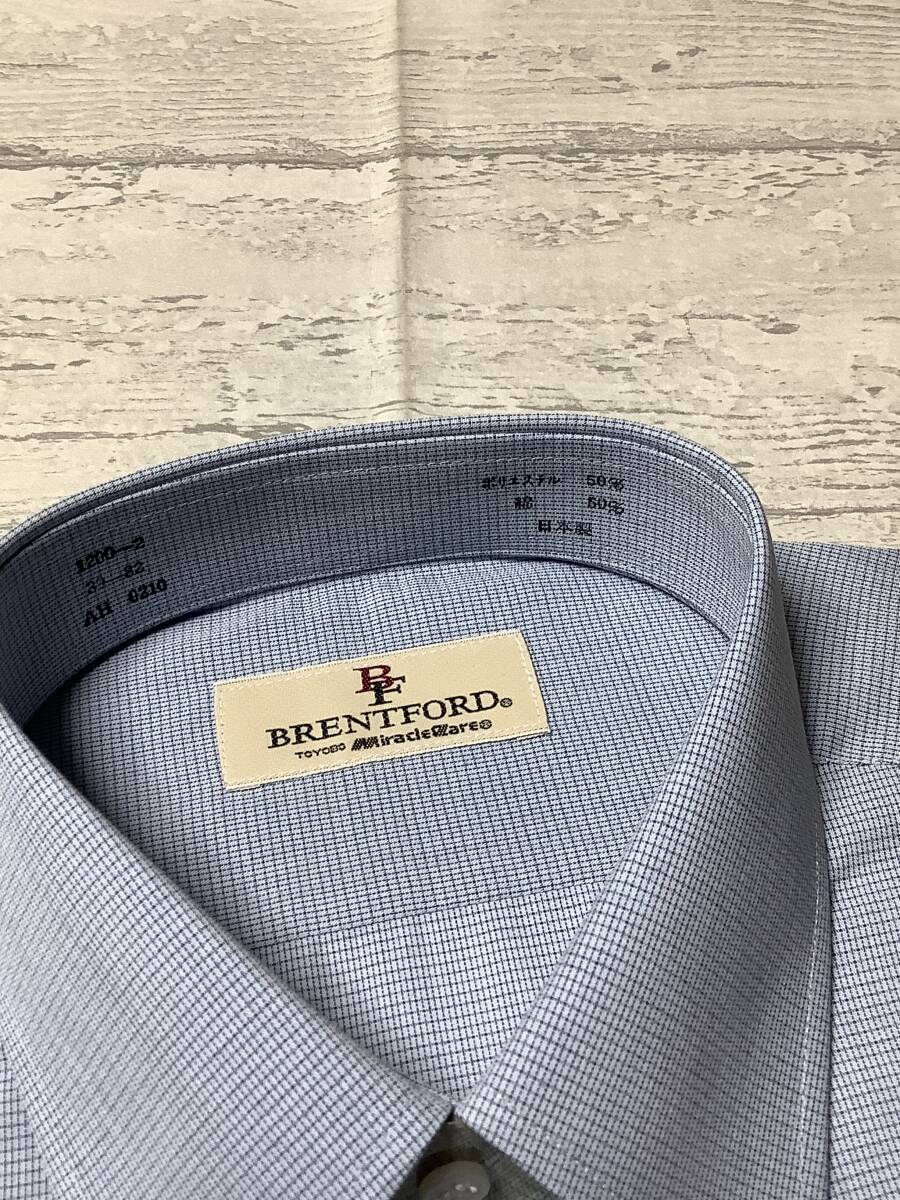 ポリエステル 50%
綿 50%
日本製
1200-2
AH 0210
BF
BRENTFORD®
TOYOBO MiracleCare®